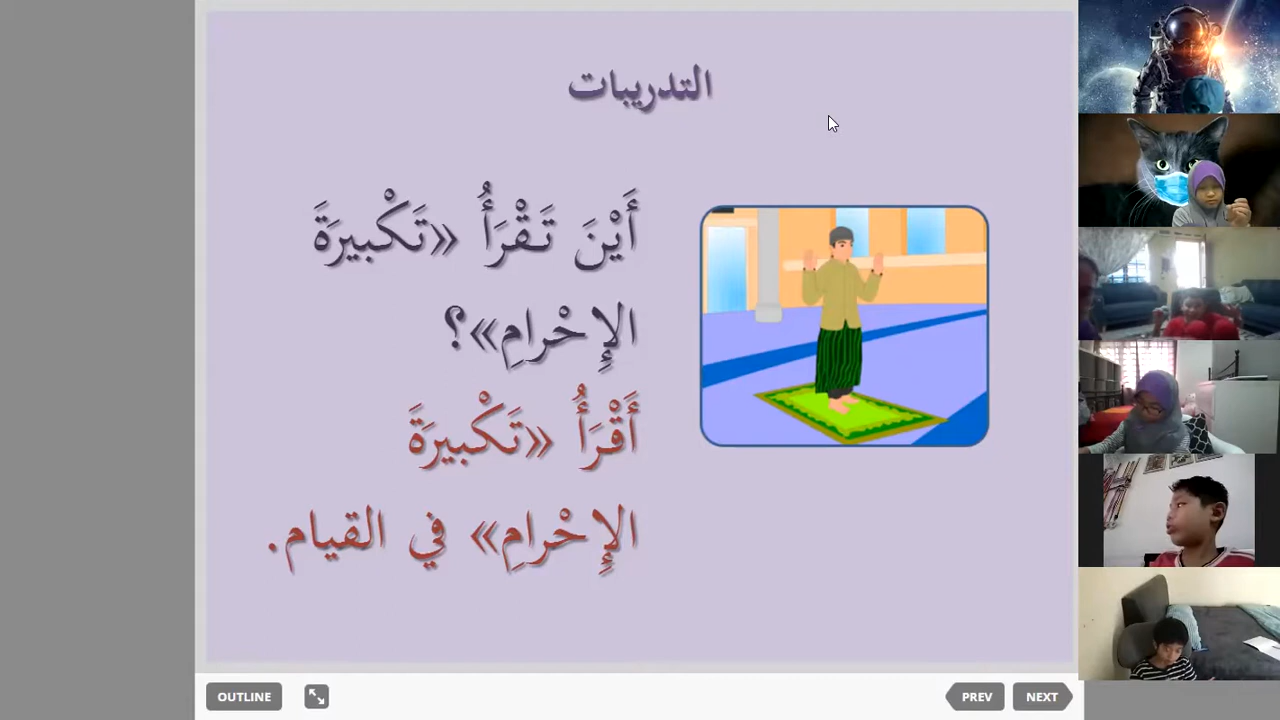 التدريبات
أَيْنَ تَقْرَأُ «تَكْبيرَةَ
الإِحْرامِ»؟
أَقْرَأُ «تَكْبيرَةَ
الإِحْرامِ» في القيام.
OUTLINE
PREV
NEXT